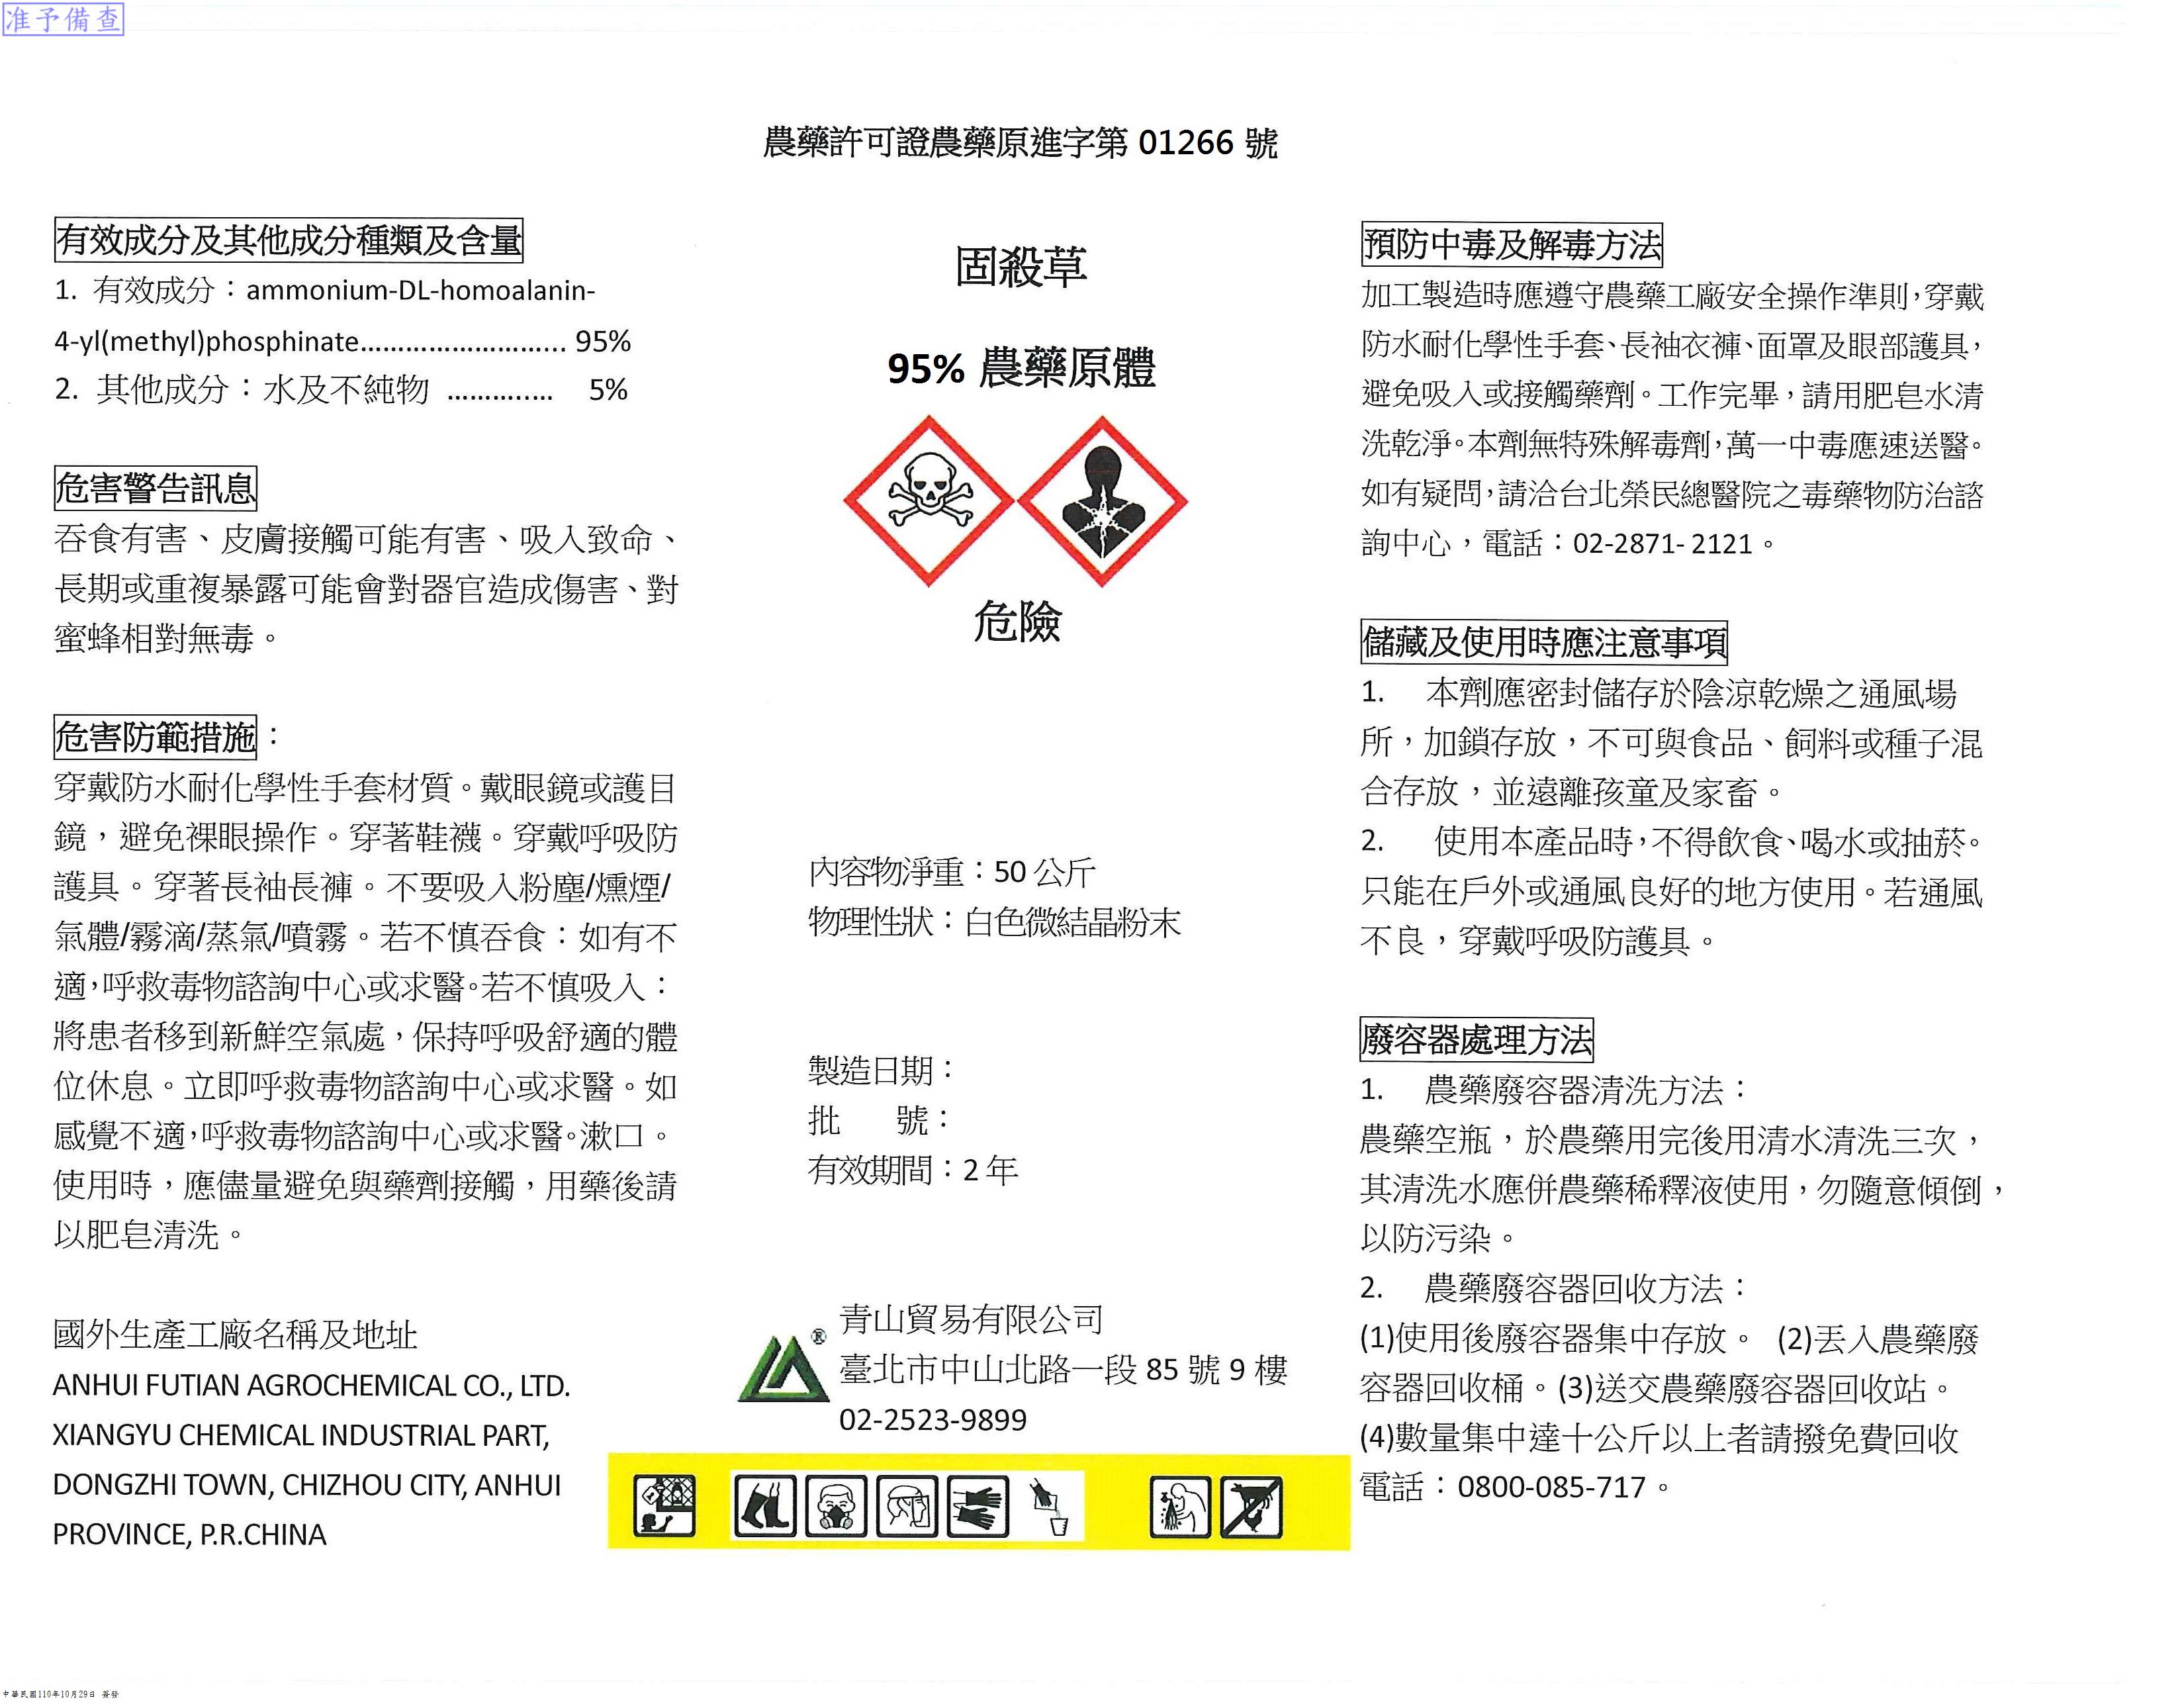 准予備查
農藥許可證農藥原進字第 01266 號
有效成分及其他成分種類及含量
1. 有效成分：ammonium-DL-homoalanin-
4-yl(methyl)phosphinate............................ 95%
2. 其他成分：水及不純物 .............. 5%
危害警告訊息
吞食有害、皮膚接觸可能有害、吸入致命、
長期或重複暴露可能會對器官造成傷害、對
蜜蜂相對無毒。
危害防範措施：
穿戴防水耐化學性手套材質。戴眼鏡或護目
鏡，避免裸眼操作。穿著鞋襪。穿戴呼吸防
護具。穿著長袖長褲。不要吸入粉塵/燻煙/
氣體/霧滴/蒸氣/噴霧。若不慎吞食：如有不
適，呼救毒物諮詢中心或求醫。若不慎吸入：
將患者移到新鮮空氣處，保持呼吸舒適的體
位休息。立即呼救毒物諮詢中心或求醫。如
感覺不適，呼救毒物諮詢中心或求醫。漱口。
使用時，應儘量避免與藥劑接觸，用藥後請
以肥皂清洗。
國外生產工廠名稱及地址
ANHUI FUTIAN AGROCHEMICAL CO., LTD.
XIANGYU CHEMICAL INDUSTRIAL PART,
DONGZHI TOWN, CHIZHOU CITY, ANHUI
PROVINCE, P.R.CHINA
固殺草
95% 農藥原體
危險
內容物淨重：50 公斤
物理性狀：白色微結晶粉末
製造日期：
批 號：
有效期間：2 年
®
青山貿易有限公司
臺北市中山北路一段 85 號 9 樓
02-2523-9899
預防中毒及解毒方法
加工製造時應遵守農藥工廠安全操作準則，穿戴
防水耐化學性手套、長袖衣褲、面罩及眼部護具，
避免吸入或接觸藥劑。工作完畢，請用肥皂水清
洗乾淨。本劑無特殊解毒劑，萬一中毒應速送醫。
如有疑問，請洽台北榮民總醫院之毒藥物防治諮
詢中心，電話：02-2871- 2121。
儲藏及使用時應注意事項
1. 本劑應密封儲存於陰涼乾燥之通風場
所，加鎖存放，不可與食品、飼料或種子混
合存放，並遠離孩童及家畜。
2. 使用本產品時，不得飲食、喝水或抽菸。
只能在戶外或通風良好的地方使用。若通風
不良，穿戴呼吸防護具。
廢容器處理方法
1. 農藥廢容器清洗方法：
農藥空瓶，於農藥用完後用清水清洗三次，
其清洗水應併農藥稀釋液使用，勿隨意傾倒，
以防污染。
2. 農藥廢容器回收方法：
(1)使用後廢容器集中存放。 (2)丟入農藥廢
容器回收桶。(3)送交農藥廢容器回收站。
(4)數量集中達十公斤以上者請撥免費回收
電話：0800-085-717。
中華民國110年10月29日 簽發